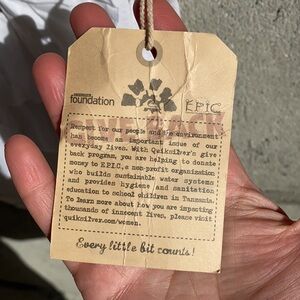 foundation
EPIC
Respect for our people and the environment
has become an important issue of our
everyday lives. With Quiksilver's give
back program, you are helping to donate
money to EPIC, a non-profit organization
who builds sustainable water systems
and provides hygiene and sanitation
education to school children in Tanzania.
To learn more about how you are impacting
thousands of innocent lives, please visit
quiksilver.com/women.
Every little bit counts!